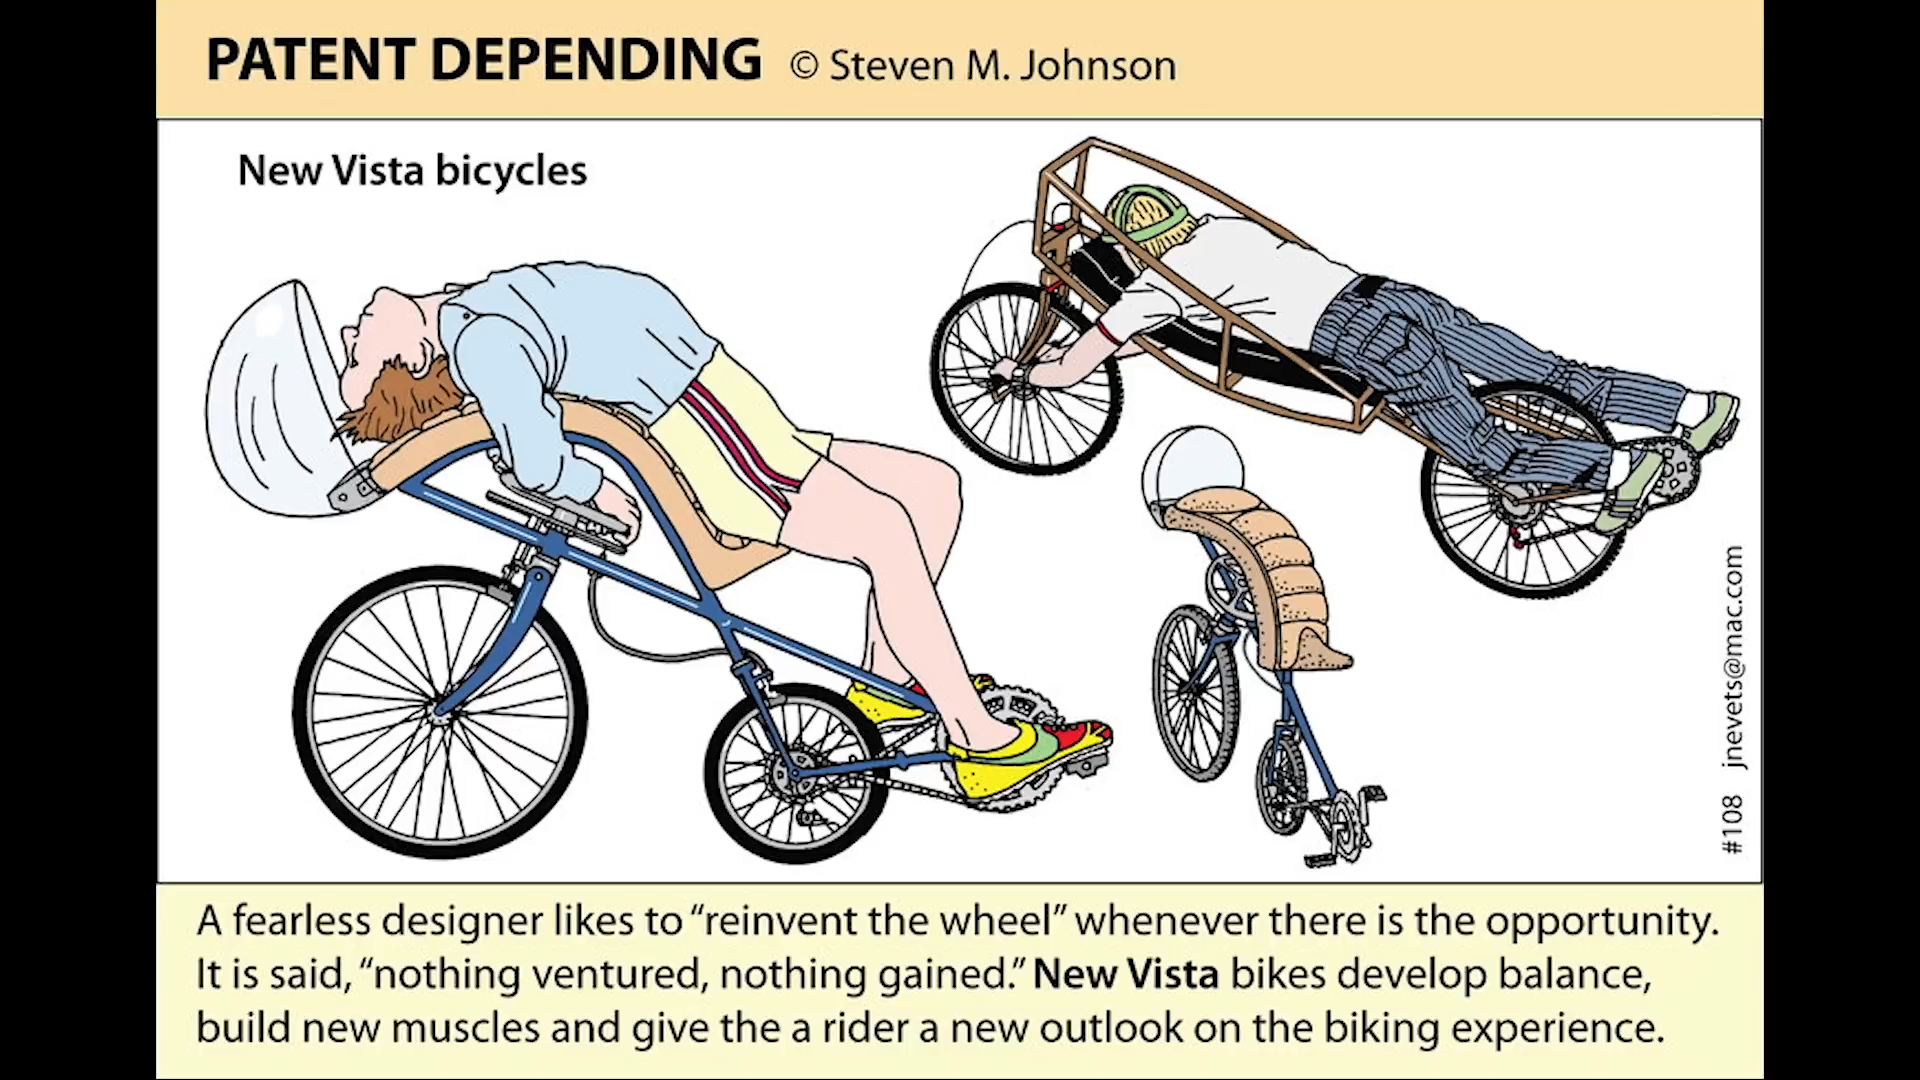 PATENT DEPENDING © Steven M. Johnson
New Vista bicycles
#108 jnevets@mac.com
A fearless designer likes to “reinvent the wheel” whenever there is the opportunity.
It is said, “nothing ventured, nothing gained.” New Vista bikes develop balance,
build new muscles and give the a rider a new outlook on the biking experience.